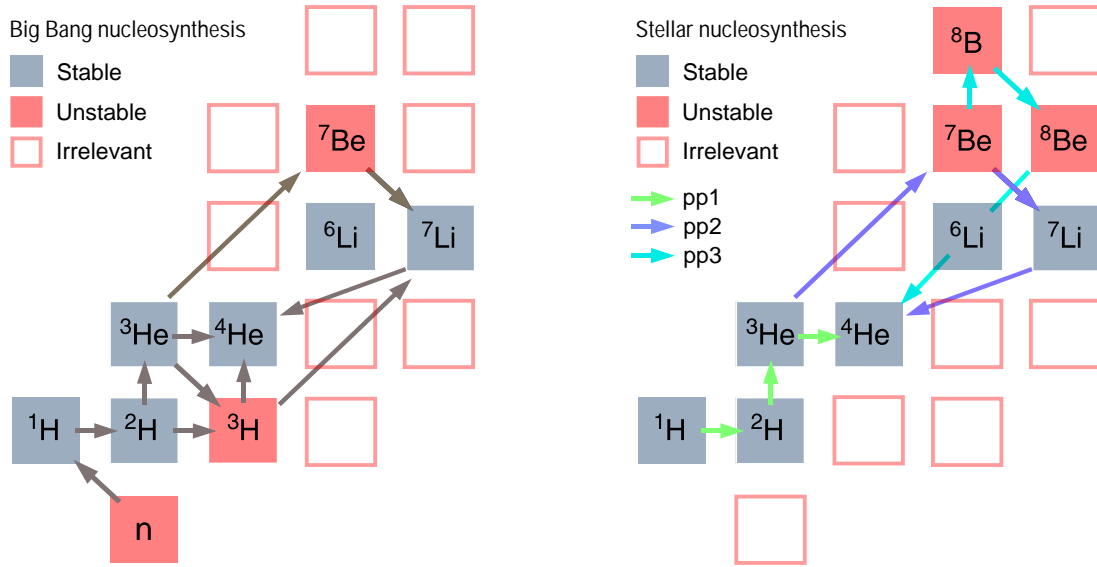 Big Bang nucleosynthesis
Stable
Unstable
Irrelevant
⁷Be
⁶Li
⁷Li
³He
⁴He
¹H
²H
³H
n
Stellar nucleosynthesis
Stable
Unstable
Irrelevant
pp1
pp2
pp3
⁸B
⁷Be
⁸Be
⁶Li
⁷Li
³He
⁴He
¹H
²H